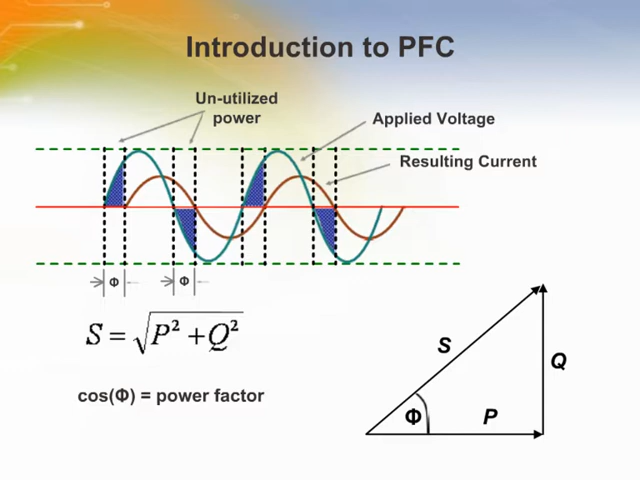 Introduction to PFC
Un-utilized
power
Applied Voltage
Resulting Current
Φ
Φ
S = √P² + Q²
cos(Φ) = power factor
S
Q
Φ
P